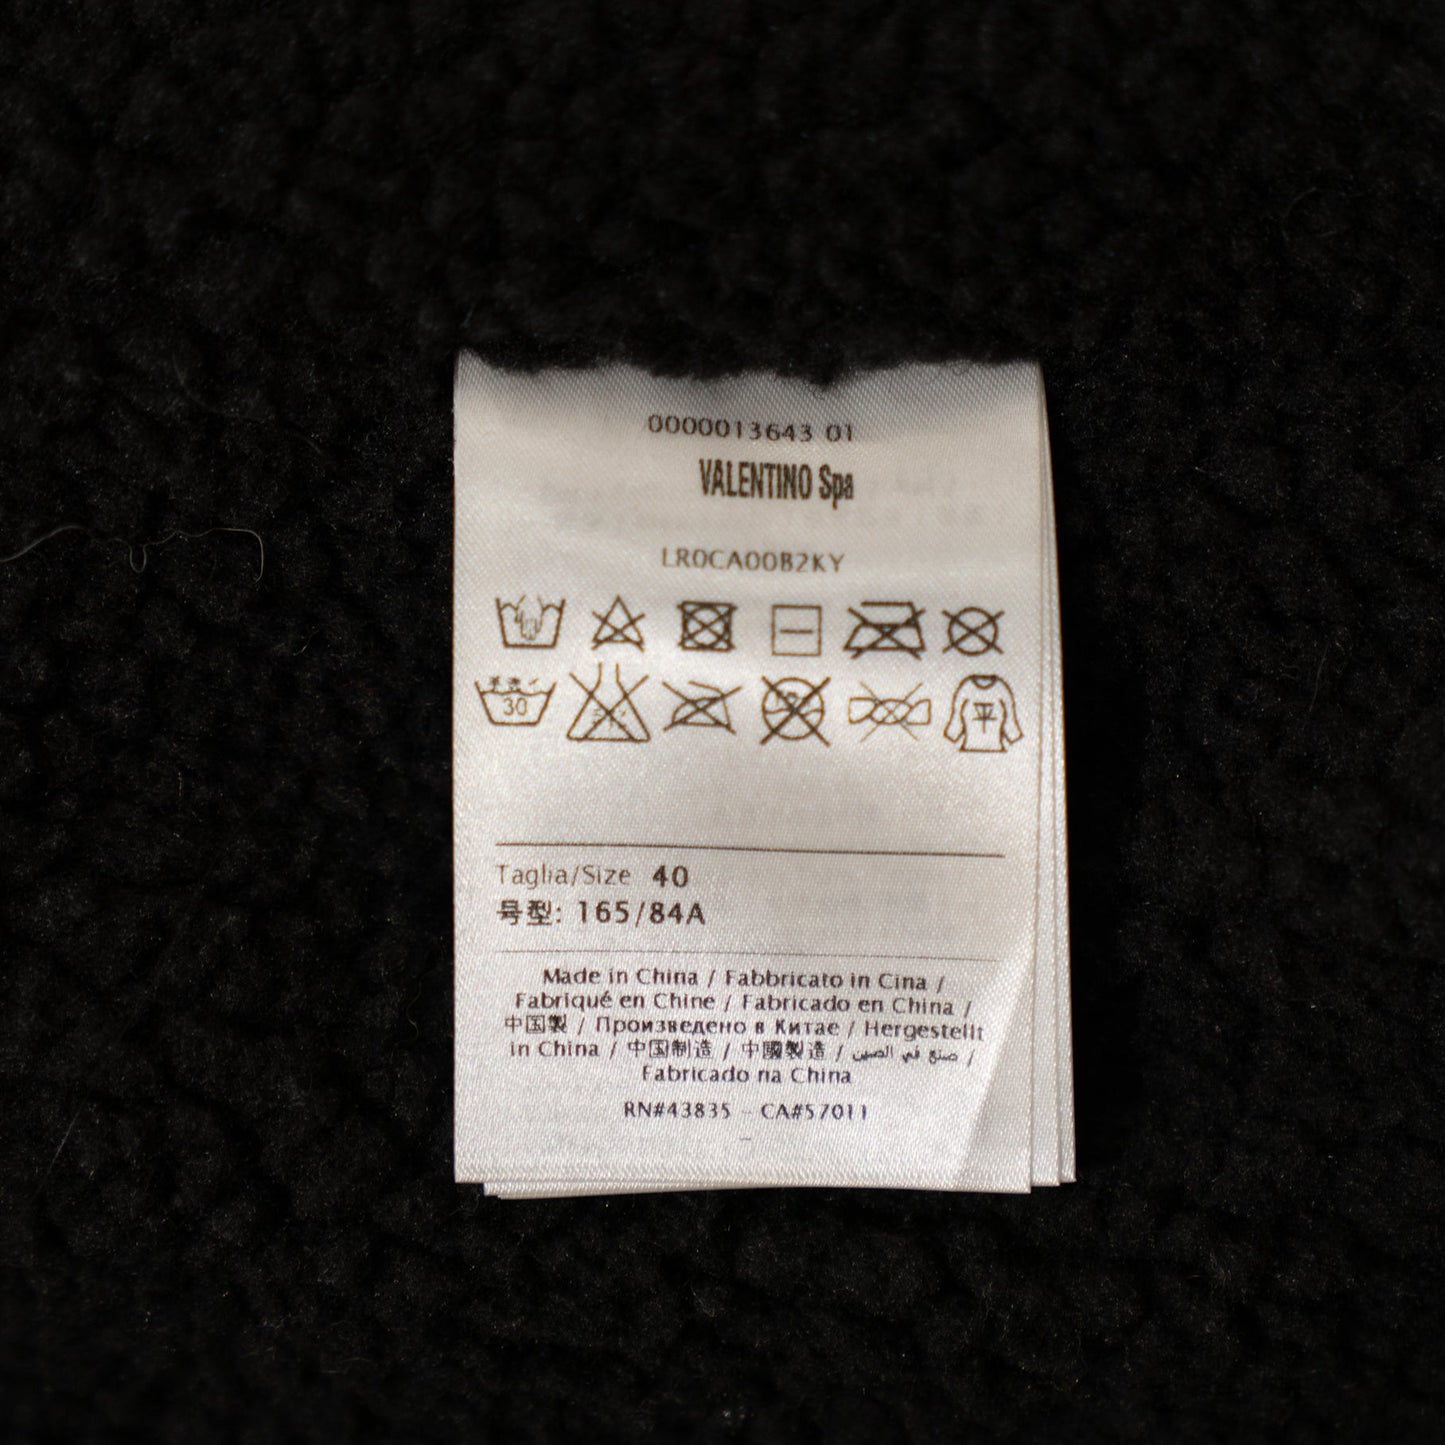 0000013643 01
VALENTINO Spa
LR0CA00B2KY
30
平
Taglia/Size 40
号型: 165/84A
Made in China / Fabbricato in Cina /
Fabriqué en Chine / Fabricado en China /
中国製 / Произведено в Китае / Hergestellt
in China / 中国制造 / 中國製造 / صنع في الصين /
Fabricado na China
RN#43835 - CA#57011